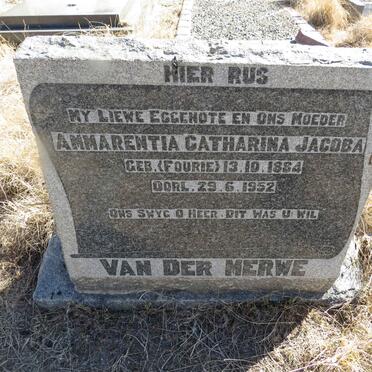 HIER RUS
MY LIEWE EGGENOTE EN ONS MOEDER
ANNARENTIA CATHARINA JACOBA
GEB. (FOURIE) 13.10.1884
OORL. 29.6.1952
ONS SWYG O HEER. DIT WAS U WIL
VAN DER MERWE